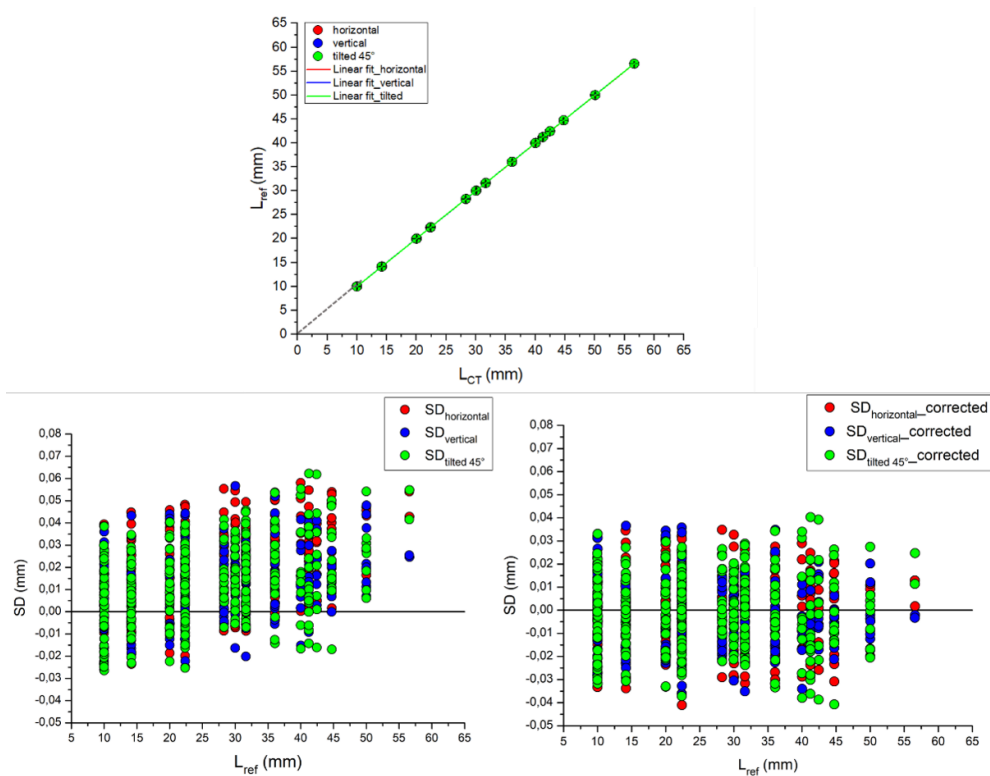 65
60
55
50
45
40
35
30
25
20
15
10
5
0
L_ref (mm)
horizontal
vertical
tilted 45°
Linear fit_horizontal
Linear fit_vertical
Linear fit_tilted
0 5 10 15 20 25 30 35 40 45 50 55 60 65
L_CT (mm)
0,08
0,07
0,06
0,05
0,04
0,03
0,02
0,01
0,00
-0,01
-0,02
-0,03
-0,04
-0,05
SD (mm)
SD_horizontal
SD_vertical
SD_tilted 45°
5 10 15 20 25 30 35 40 45 50 55 60 65
L_ref (mm)
0,08
0,07
0,06
0,05
0,04
0,03
0,02
0,01
0,00
-0,01
-0,02
-0,03
-0,04
-0,05
SD (mm)
SD_horizontal_corrected
SD_vertical_corrected
SD_tilted 45°_corrected
5 10 15 20 25 30 35 40 45 50 55 60 65
L_ref (mm)